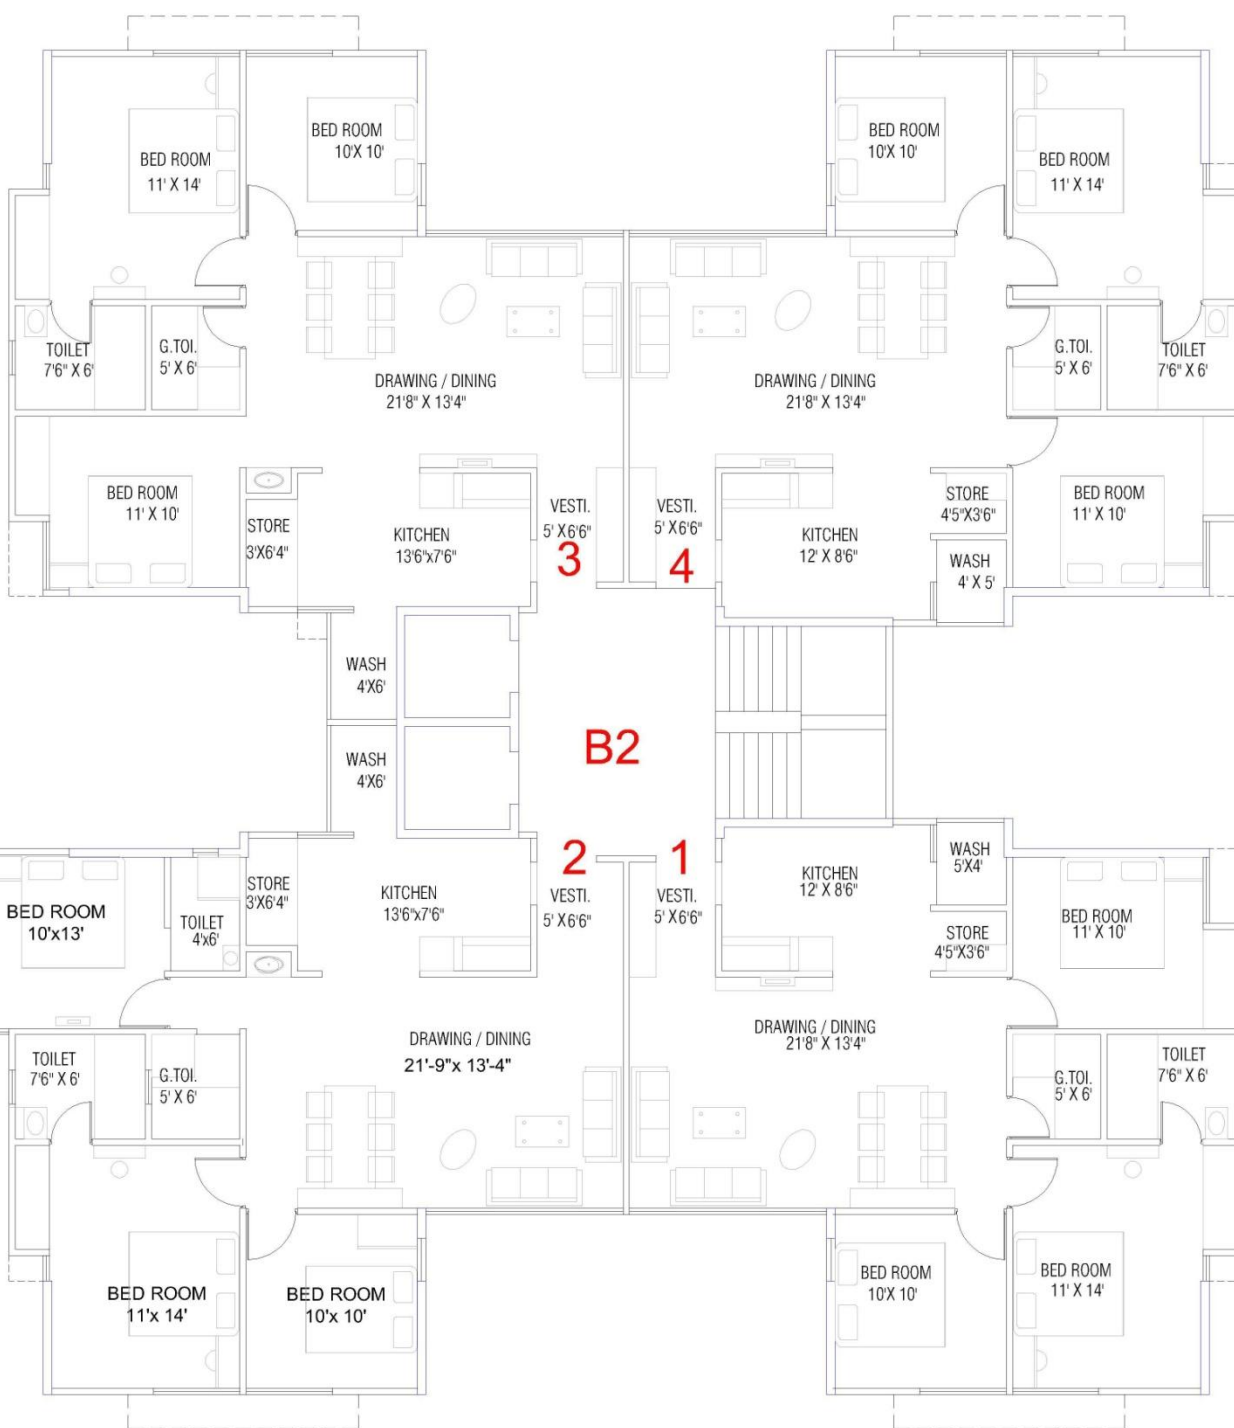 BED ROOM
10'X 10'
BED ROOM
10'X 10'
BED ROOM
11' X 14'
BED ROOM
11' X 14'
TOILET
7'6" X 6'
G.TOI.
5' X 6'
DRAWING / DINING
21'8" X 13'4"
DRAWING / DINING
21'8" X 13'4"
G.TOI.
5' X 6'
TOILET
7'6" X 6'
BED ROOM
11' X 10'
STORE
3'X6'4"
KITCHEN
13'6"x7'6"
VESTI.
5' X6'6"
3
VESTI.
5' X6'6"
4
KITCHEN
12' X 8'6"
STORE
4'5"X3'6"
WASH
4' X 5'
BED ROOM
11' X 10'
WASH
4'X6'
WASH
4'X6'
B2
BED ROOM
10'x13'
TOILET
4'x6'
STORE
3'X6'4"
KITCHEN
13'6"x7'6"
2
VESTI.
5' X6'6"
1
VESTI.
5' X6'6"
KITCHEN
12' X 8'6"
WASH
5'X4'
STORE
4'5"X3'6"
BED ROOM
11' X 10'
TOILET
7'6" X 6'
G.TOI.
5' X 6'
DRAWING / DINING
21'-9"x 13'-4"
DRAWING / DINING
21'8" X 13'4"
G.TOI.
5' X 6'
TOILET
7'6" X 6'
BED ROOM
11'x 14'
BED ROOM
10'x 10'
BED ROOM
10'X 10'
BED ROOM
11' X 14'